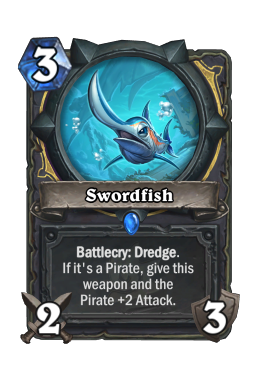 3
Swordfish
Battlecry: Dredge.
If it's a Pirate, give this
weapon and the
Pirate +2 Attack.
2
3